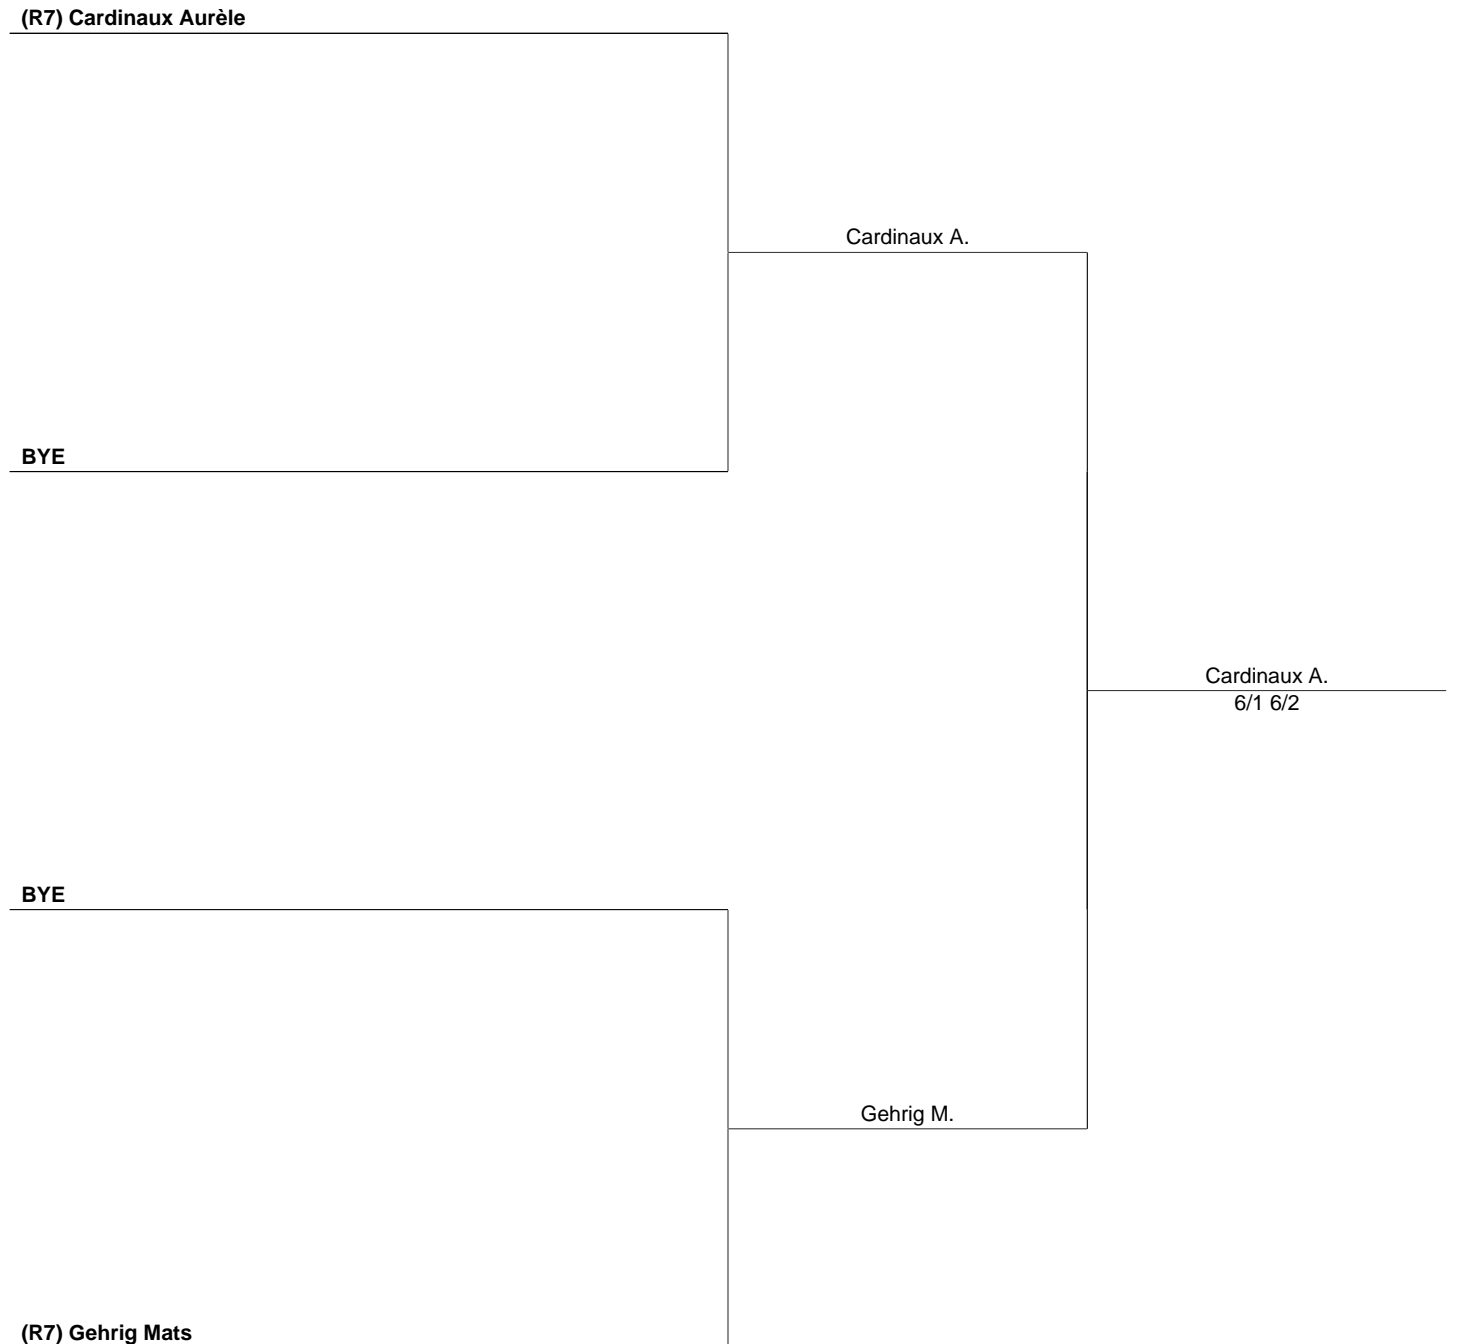 (R7) Cardinaux Aurèle
Cardinaux A.
BYE
Cardinaux A.
6/1 6/2
BYE
Gehrig M.
(R7) Gehrig Mats